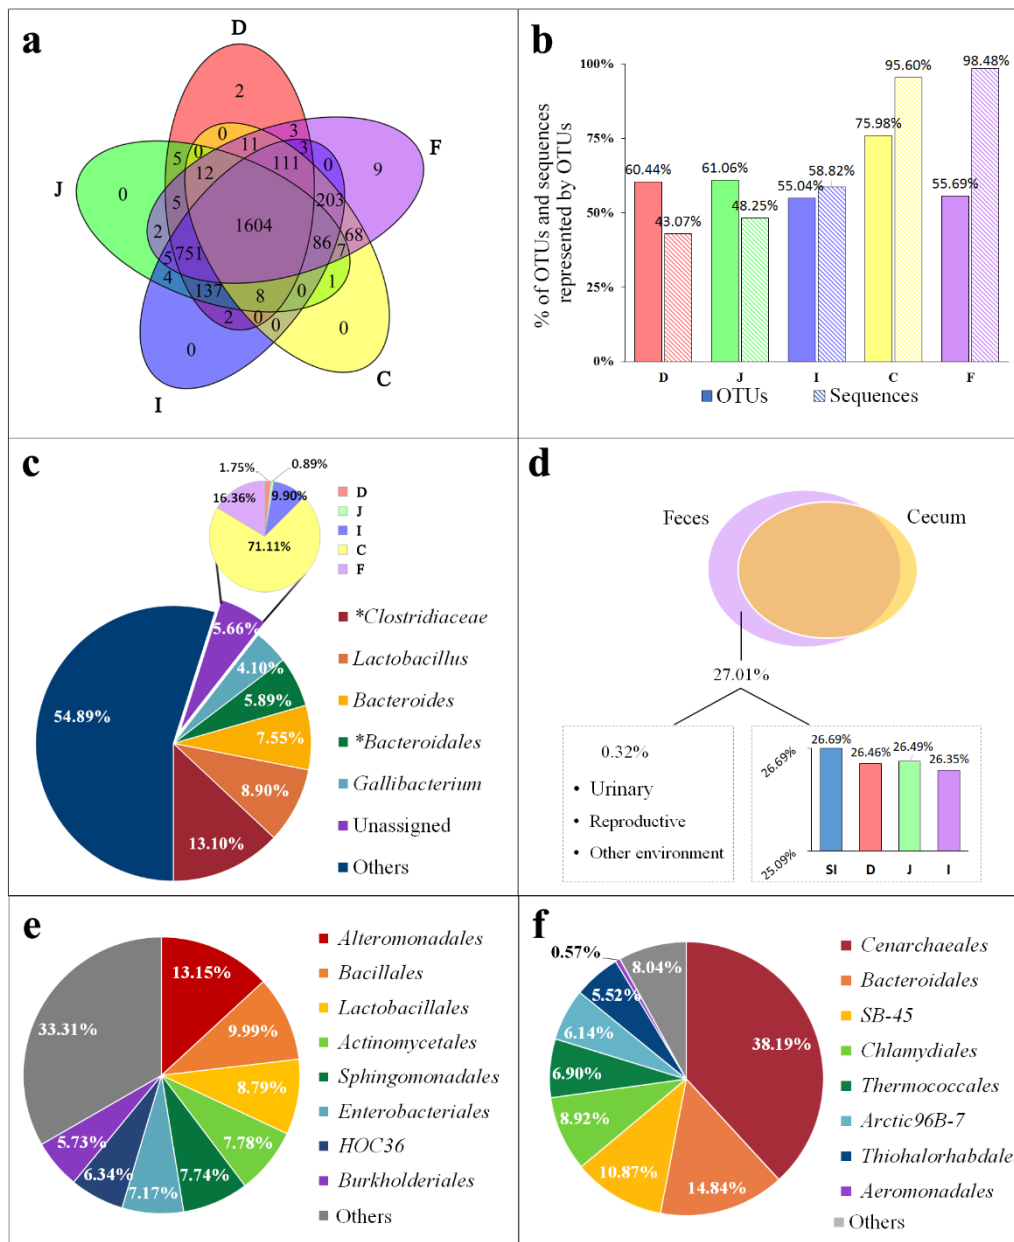 a
D
2
F
3
0
11
3
5
0
111
0
9
J
12
0
203
5
1604
2
86
68
7
751
5
4
137
8
0
1
2
0
0
0
0
C
I
b
% of OTUs and sequences
represented by OTUs
100%
75%
50%
25%
0%
60.44%
43.07%
61.06%
48.25%
55.04%
58.82%
75.98%
95.60%
55.69%
98.48%
D J I C F
OTUs Sequences
c
1.75% 0.89%
16.36% 9.90%
71.11%
D
J
I
C
F
5.66%
4.10%
5.89%
7.55%
8.90%
13.10%
54.89%
*Clostridiaceae
Lactobacillus
Bacteroides
*Bacteroidales
Gallibacterium
Unassigned
Others
d
Feces Cecum
27.01%
0.32%
• Urinary
• Reproductive
• Other environment
26.69%
25.09%
26.69% 26.46% 26.49% 26.35%
SI D J I
e
13.15%
9.99%
8.79%
7.78%
7.74%
7.17%
6.34%
5.73%
33.31%
Alteromonadales
Bacillales
Lactobacillales
Actinomycetales
Sphingomonadales
Enterobacteriales
HOC36
Burkholderiales
Others
f
0.57%
8.04%
5.52%
6.14%
6.90%
8.92%
10.87%
14.84%
38.19%
Cenarchaeales
Bacteroidales
SB-45
Chlamydiales
Thermococcales
Arctic96B-7
Thiohalorhabdale
Aeromonadales
Others